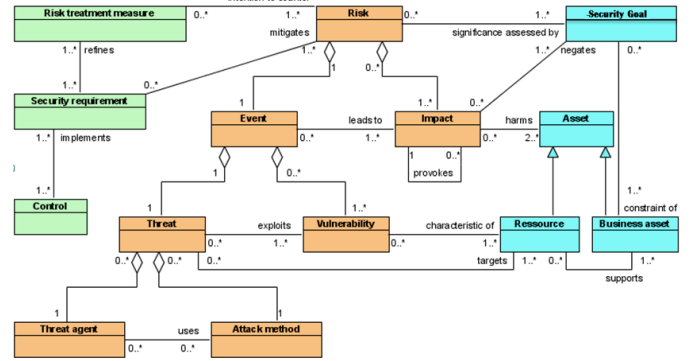 Risk treatment measure 0..* 1..* Risk 0..* 1..* Security Goal
mitigates significance assessed by
1..* refines 1..* 1 0..* 1..* negates 0..*
1..* 0..*
Security requirement 1 1..* 0..*
Event leads to Impact harms Asset
1..* implements 0..* 1..* 0..* 2..*
1 0..*
1 0..* provokes
1..* 1..*
Control 1 1..* constraint of
Threat exploits Vulnerability characteristic of Ressource Business asset
0..* 1..* 0..* 1..*
0..* 0..* 0..* targets 1..* 0..* 1..*
supports
1 1
Threat agent uses Attack method
0..* 0..*